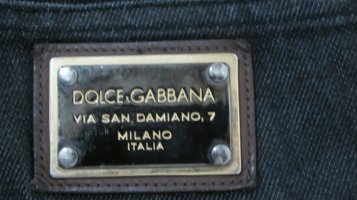 DOLCE&GABBANA
VIA SAN DAMIANO, 7
MILANO
ITALIA